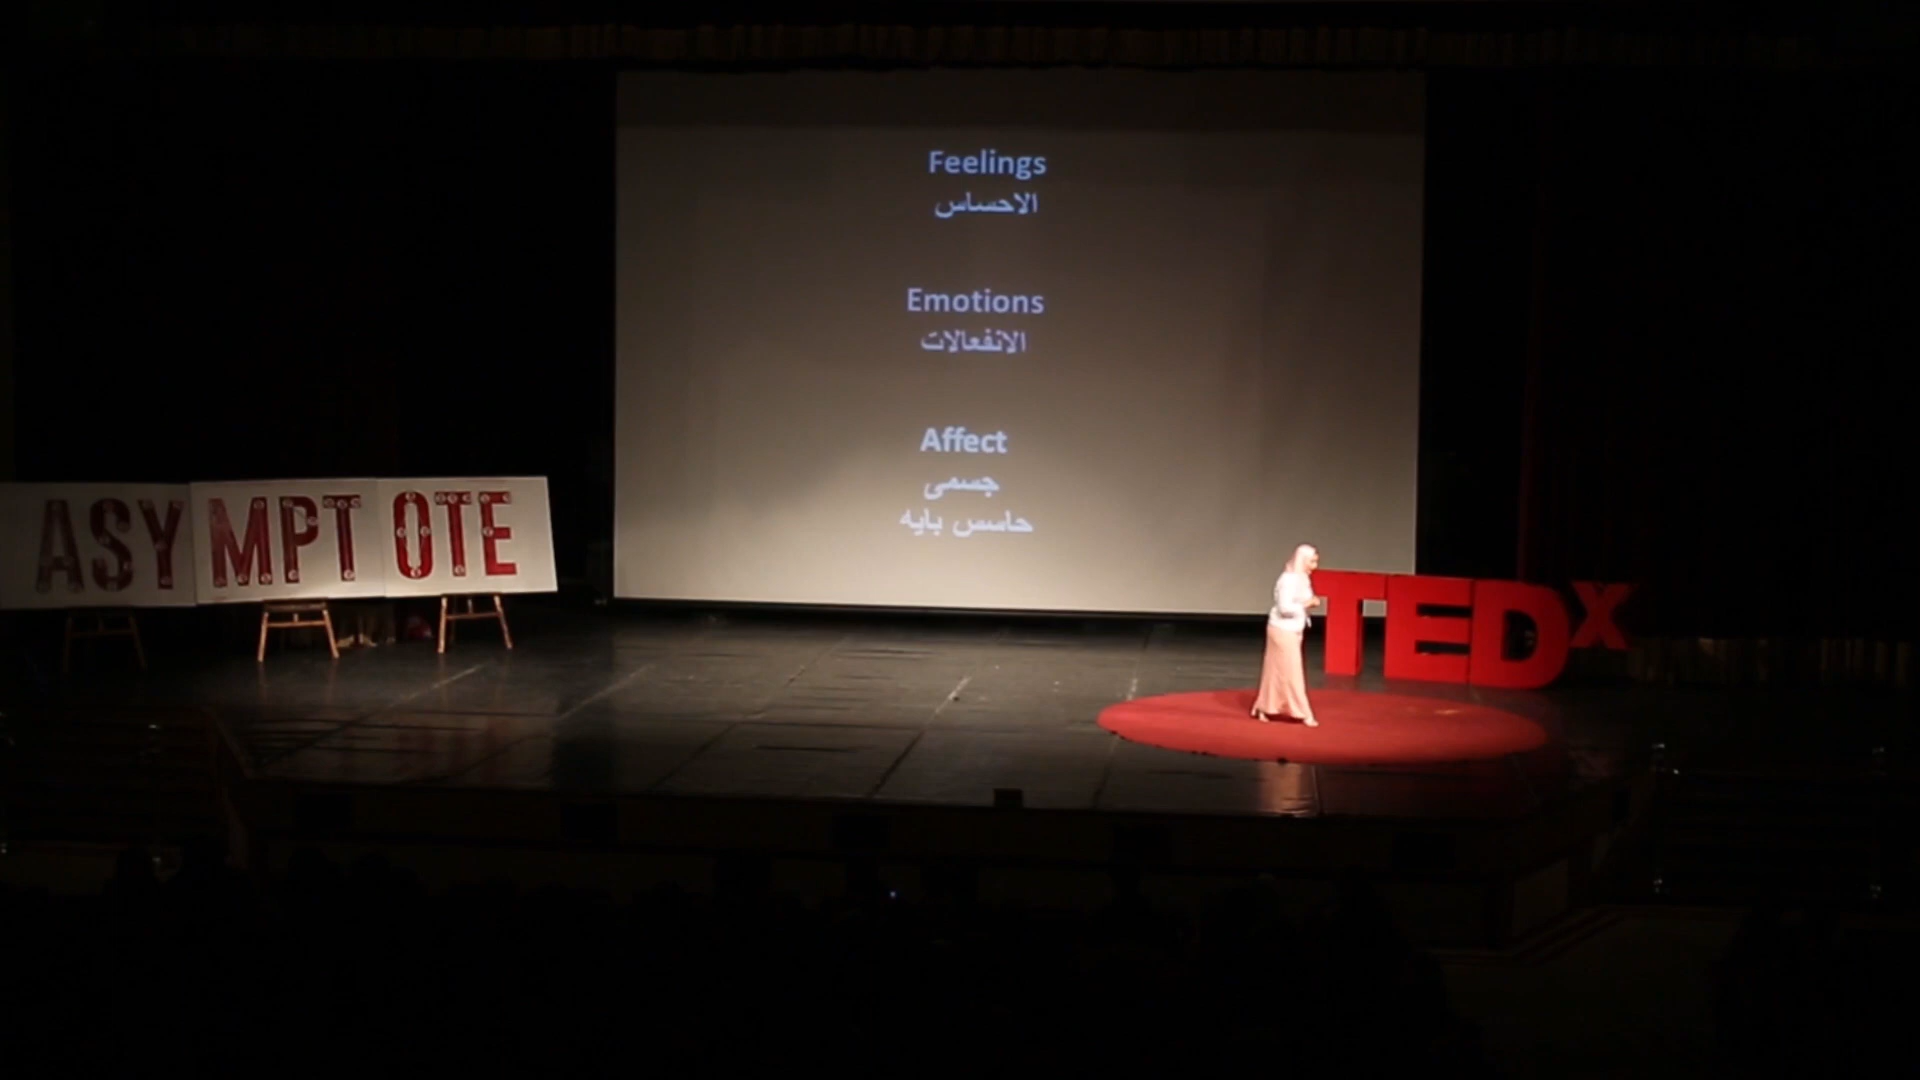 Feelings
الاحساس
Emotions
الانفعالات
Affect
جسمى
حاسس بايه
ASYMPTOTE
TEDx